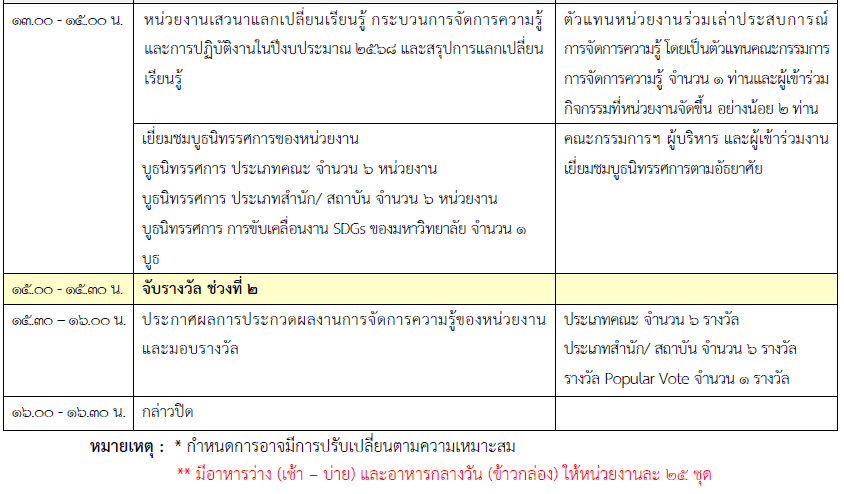 ๑๓.๐๐ - ๑๕.๐๐ น.
หน่วยงานเสวนาแลกเปลี่ยนเรียนรู้ กระบวนการจัดการความรู้
และการปฏิบัติงานในปีงบประมาณ ๒๕๖๘ และสรุปการแลกเปลี่ยน
เรียนรู้
ตัวแทนหน่วยงานร่วมเล่าประสบการณ์
การจัดการความรู้ โดยเป็นตัวแทนคณะกรรมการ
การจัดการความรู้ จำนวน ๑ ท่านและผู้เข้าร่วม
กิจกรรมที่หน่วยงานจัดขึ้น อย่างน้อย ๒ ท่าน
เยี่ยมชมบูธนิทรรศการของหน่วยงาน
บูธนิทรรศการ ประเภทคณะ จำนวน ๖ หน่วยงาน
บูธนิทรรศการ ประเภทสำนัก/ สถาบัน จำนวน ๖ หน่วยงาน
บูธนิทรรศการ การขับเคลื่อนงาน SDGs ของมหาวิทยาลัย จำนวน ๑
บูธ
คณะกรรมการฯ ผู้บริหาร และผู้เข้าร่วมงาน
เยี่ยมชมบูธนิทรรศการตามอัธยาศัย
๑๕.๐๐ - ๑๕.๓๐ น.
จับรางวัล ช่วงที่ ๒
๑๕.๓๐ – ๑๖.๐๐ น.
ประกาศผลการประกวดผลงานการจัดการความรู้ของหน่วยงาน
และมอบรางวัล
ประเภทคณะ จำนวน ๖ รางวัล
ประเภทสำนัก/ สถาบัน จำนวน ๖ รางวัล
รางวัล Popular Vote จำนวน ๑ รางวัล
๑๖.๐๐ - ๑๖.๓๐ น.
กล่าวปิด
หมายเหตุ : * กำหนดการอาจมีการปรับเปลี่ยนตามความเหมาะสม
** มีอาหารว่าง (เช้า – บ่าย) และอาหารกลางวัน (ข้าวกล่อง) ให้หน่วยงานละ ๒๕ ชุด